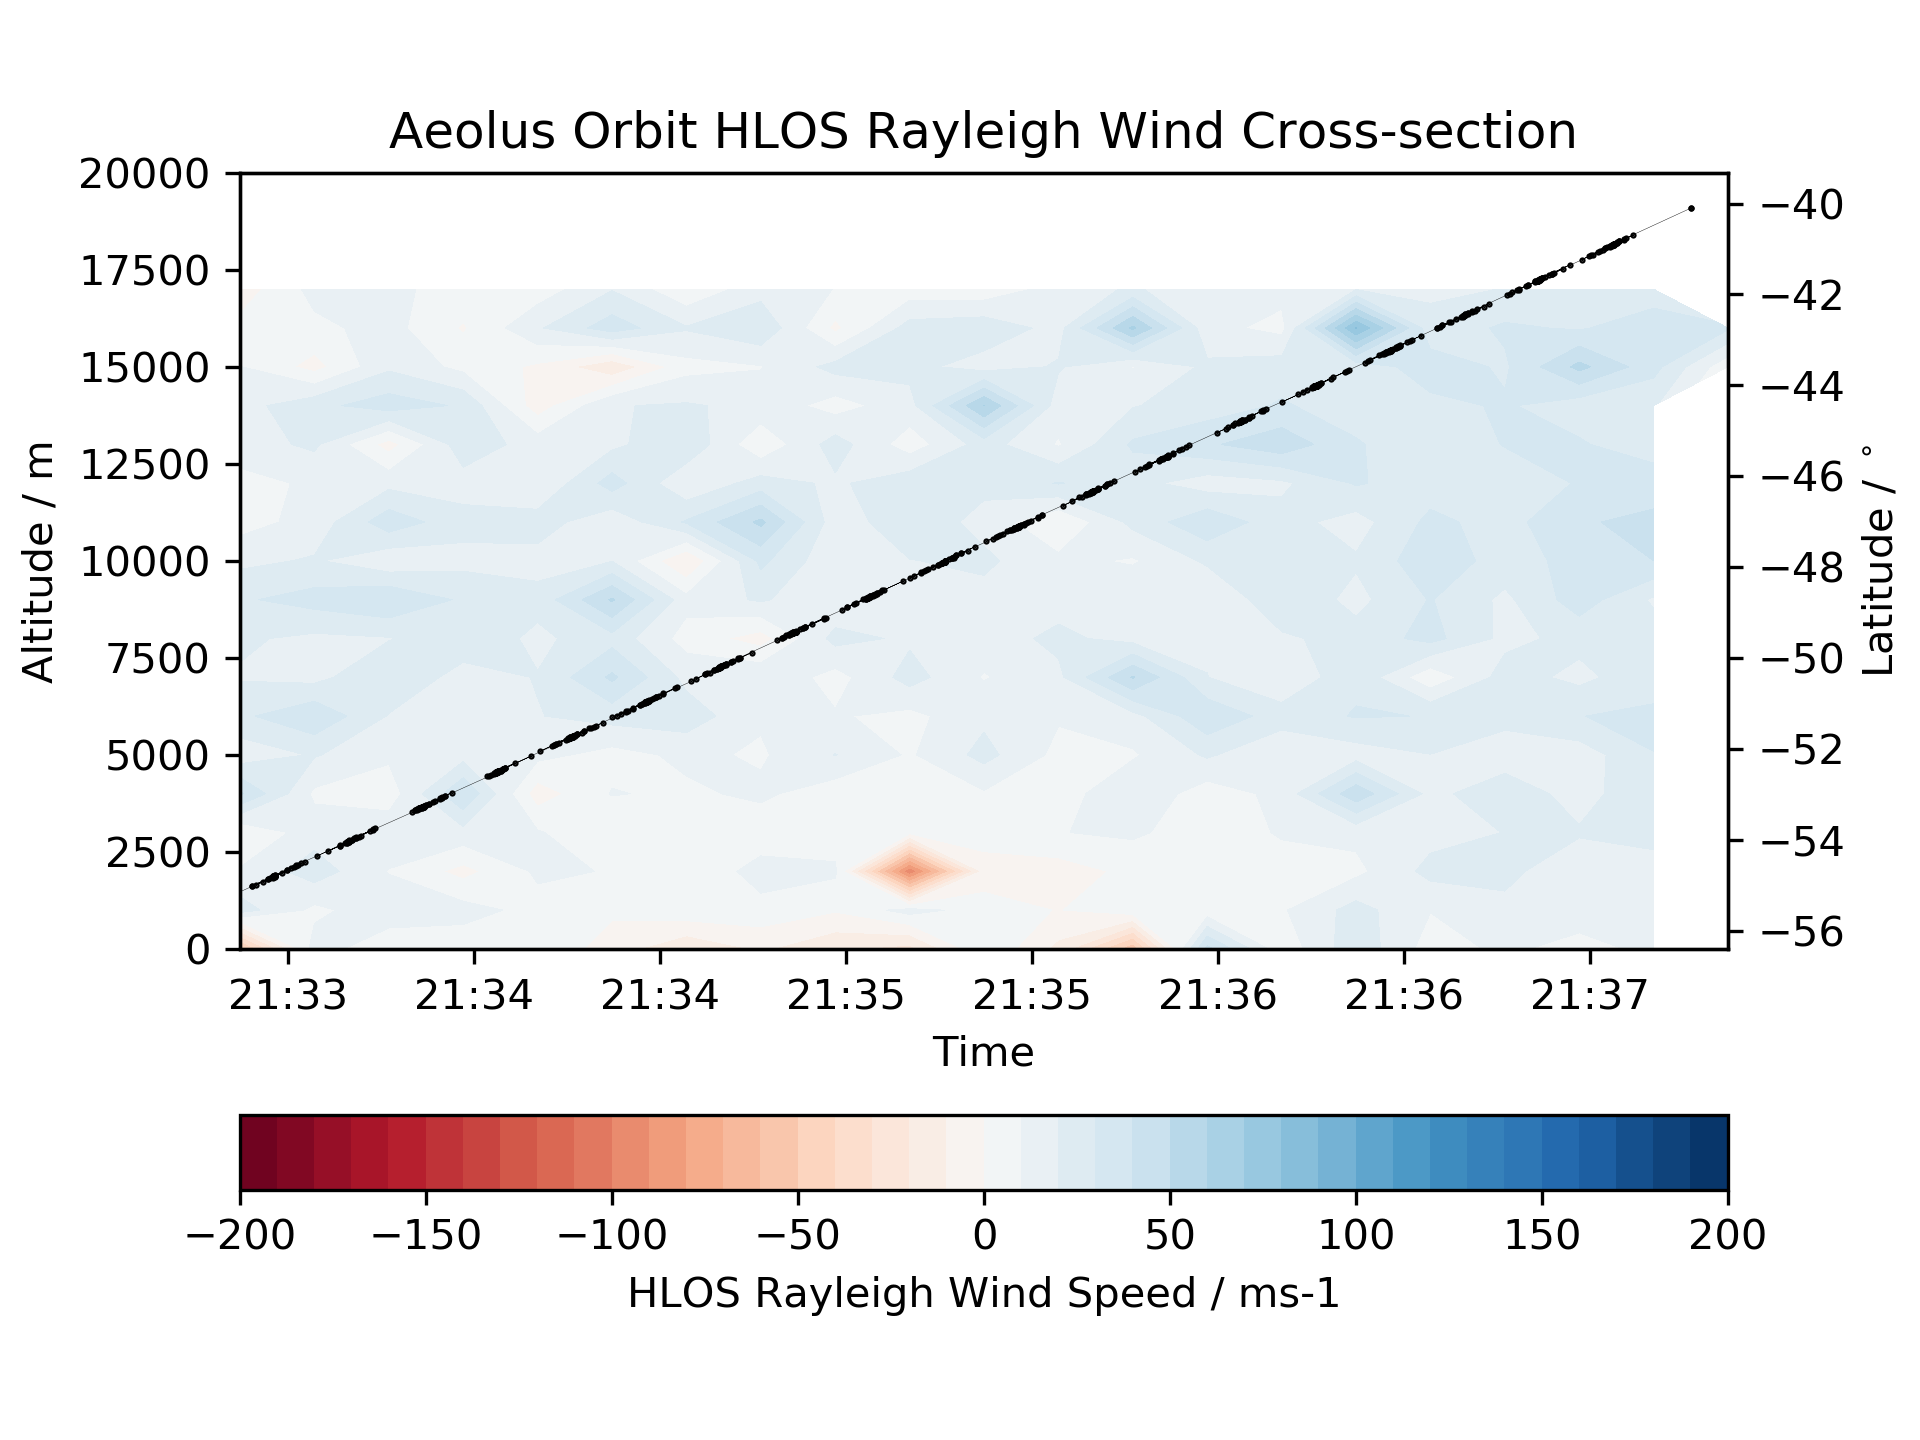 Aeolus Orbit HLOS Rayleigh Wind Cross-section
20000
17500
15000
12500
10000
7500
5000
2500
0
Altitude / m
−40
−42
−44
−46
−48
−50
−52
−54
−56
Latitude / °
21:33 21:34 21:34 21:35 21:35 21:36 21:36 21:37
Time
−200 −150 −100 −50 0 50 100 150 200
HLOS Rayleigh Wind Speed / ms-1